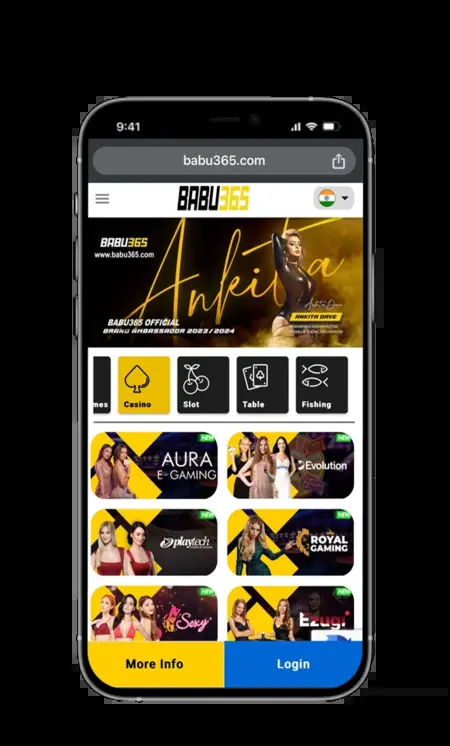 9:41
babu365.com
BABU365
BABU365
www.babu365.com
Ankita
BABU365 OFFICIAL
BRAND AMBASSADOR 2023/2024
Ankita Dave
ANKITA DAVE
mes
Casino
Slot
Table
Fishing
NEW
AURA
E-GAMING
NEW
Evolution
NEW
playtech
NEW
ROYAL
GAMING
NEW
Sexy
NEW
Ezugi
More Info
Login